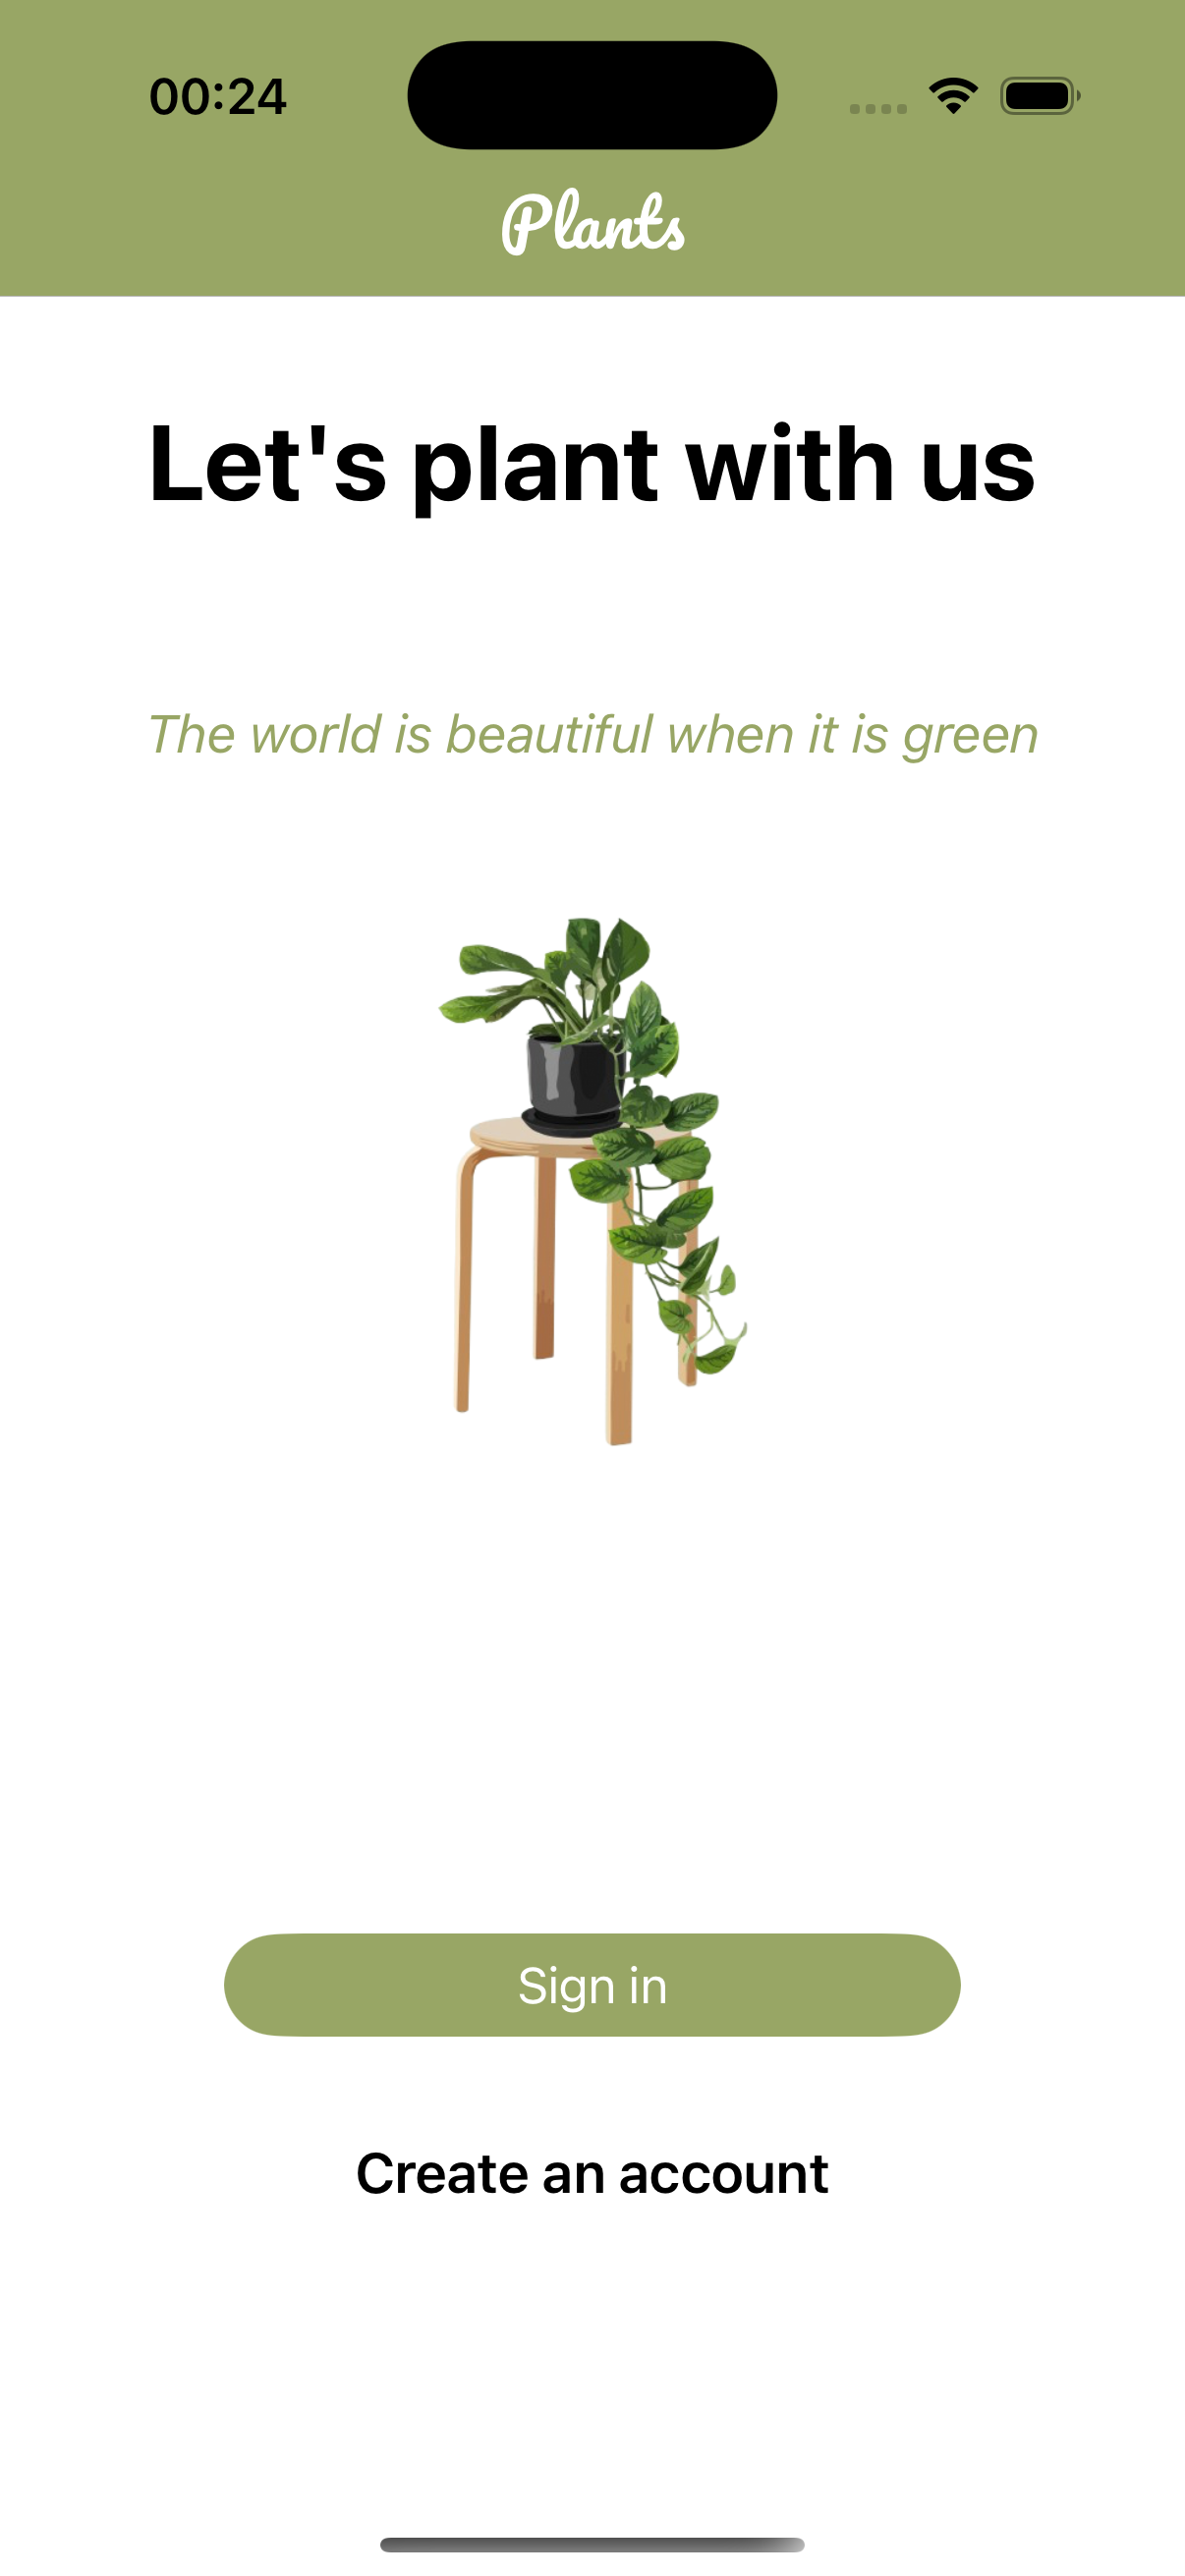 00:24
Plants
Let's plant with us
The world is beautiful when it is green
Sign in
Create an account